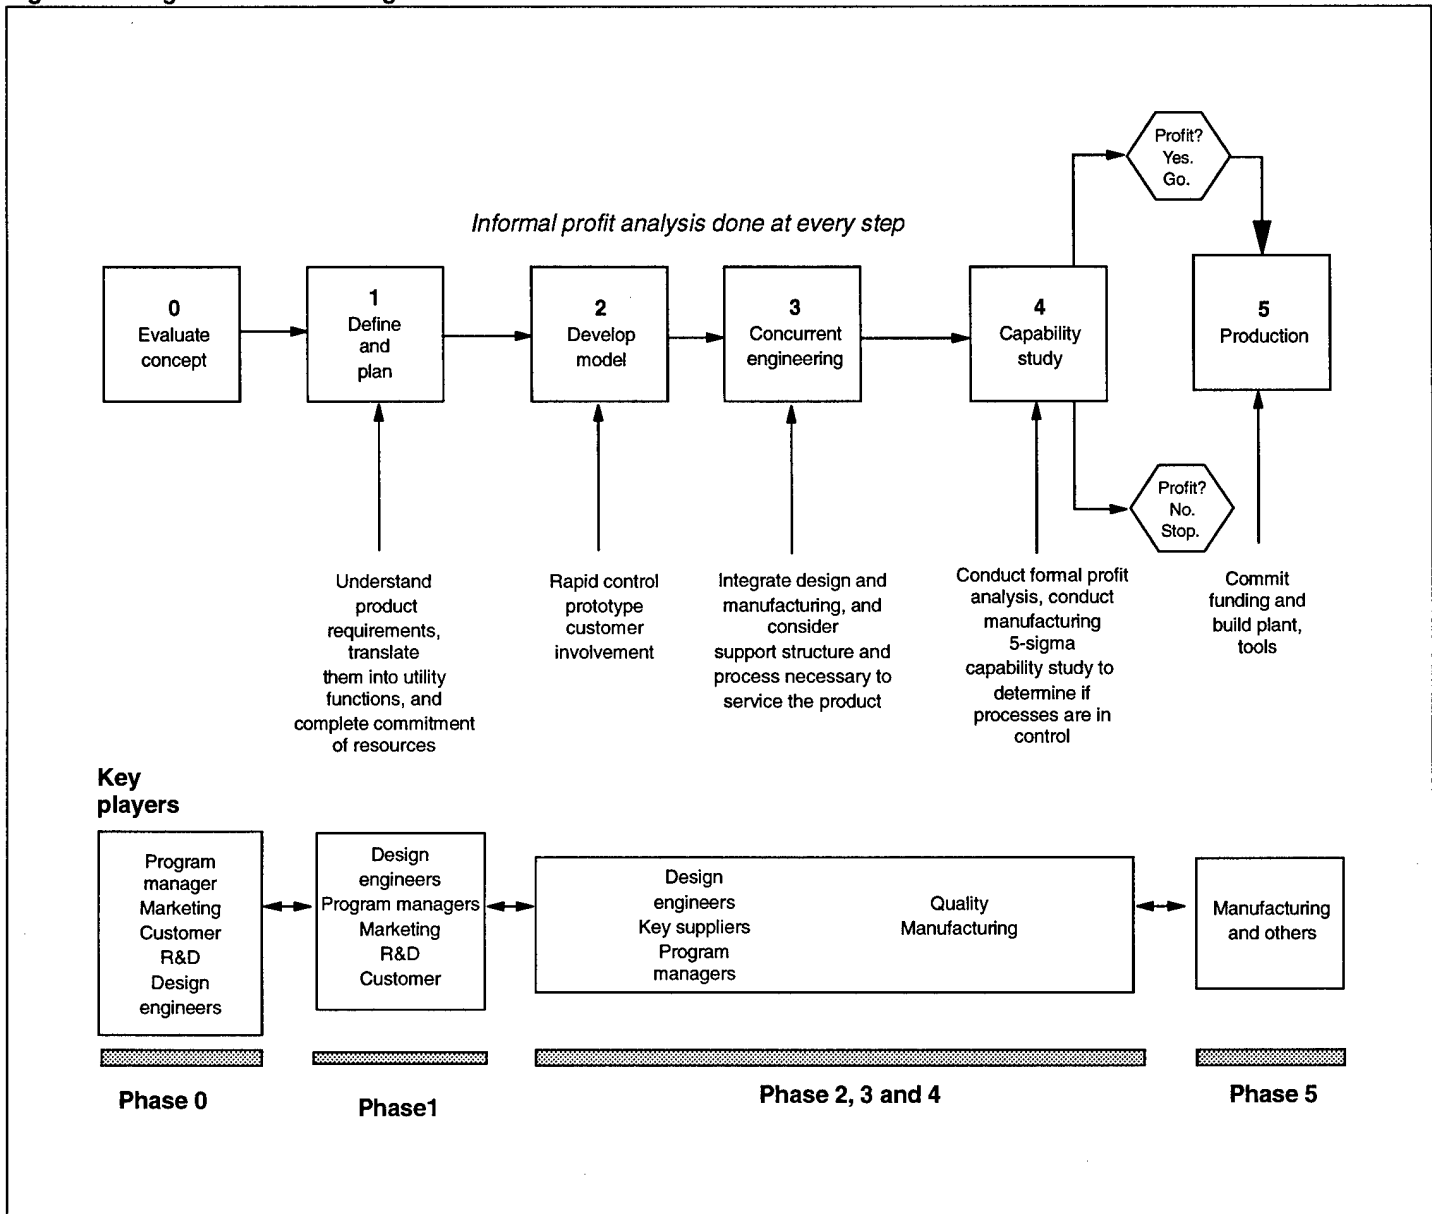 Profit?
Yes.
Go.
Informal profit analysis done at every step
0
Evaluate
concept
1
Define
and
plan
2
Develop
model
3
Concurrent
engineering
4
Capability
study
5
Production
Profit?
No.
Stop.
Understand
product
requirements,
translate
them into utility
functions, and
complete commitment
of resources
Rapid control
prototype
customer
involvement
Integrate design and
manufacturing, and
consider
support structure and
process necessary to
service the product
Conduct formal profit
analysis, conduct
manufacturing
5-sigma
capability study to
determine if
processes are in
control
Commit
funding and
build plant,
tools
Key
players
Program
manager
Marketing
Customer
R&D
Design
engineers
Design
engineers
Program managers
Marketing
R&D
Customer
Design
engineers
Key suppliers
Program
managers
Quality
Manufacturing
Manufacturing
and others
Phase 0
Phase1
Phase 2, 3 and 4
Phase 5